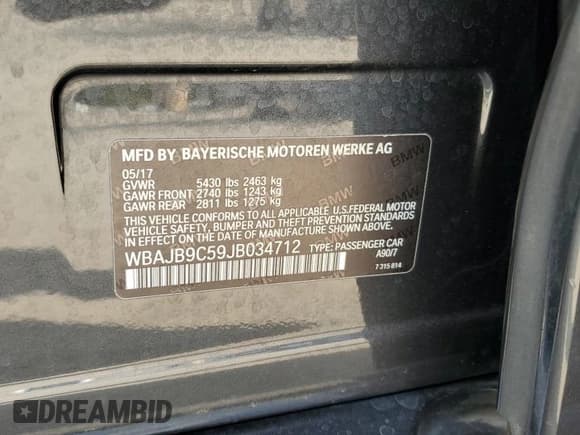 MFD BY BAYERISCHE MOTOREN WERKE AG
05/17
GVWR 5430 lbs 2463 kg
GAWR FRONT 2740 lbs 1243 kg
GAWR REAR 2811 lbs 1275 kg
THIS VEHICLE CONFORMS TO ALL APPLICABLE U.S.FEDERAL MOTOR
VEHICLE SAFETY, BUMPER AND THEFT PREVENTION STANDARDS
IN EFFECT ON THE DATE OF MANUFACTURE SHOWN ABOVE.
WBAJB9C59JB034712 TYPE: PASSENGER CAR
A90/7
7 315 814
DREAMBID